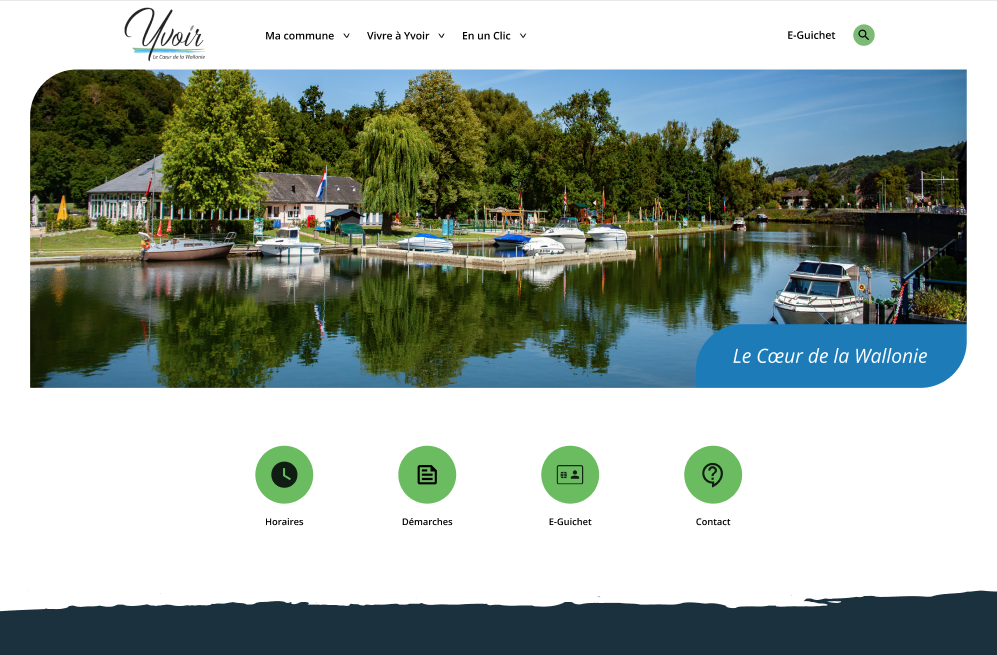 Yvoir
Le Cœur de la Wallonie
Ma commune
Vivre à Yvoir
En un Clic
E-Guichet
Le Cœur de la Wallonie
Horaires
Démarches
E-Guichet
Contact